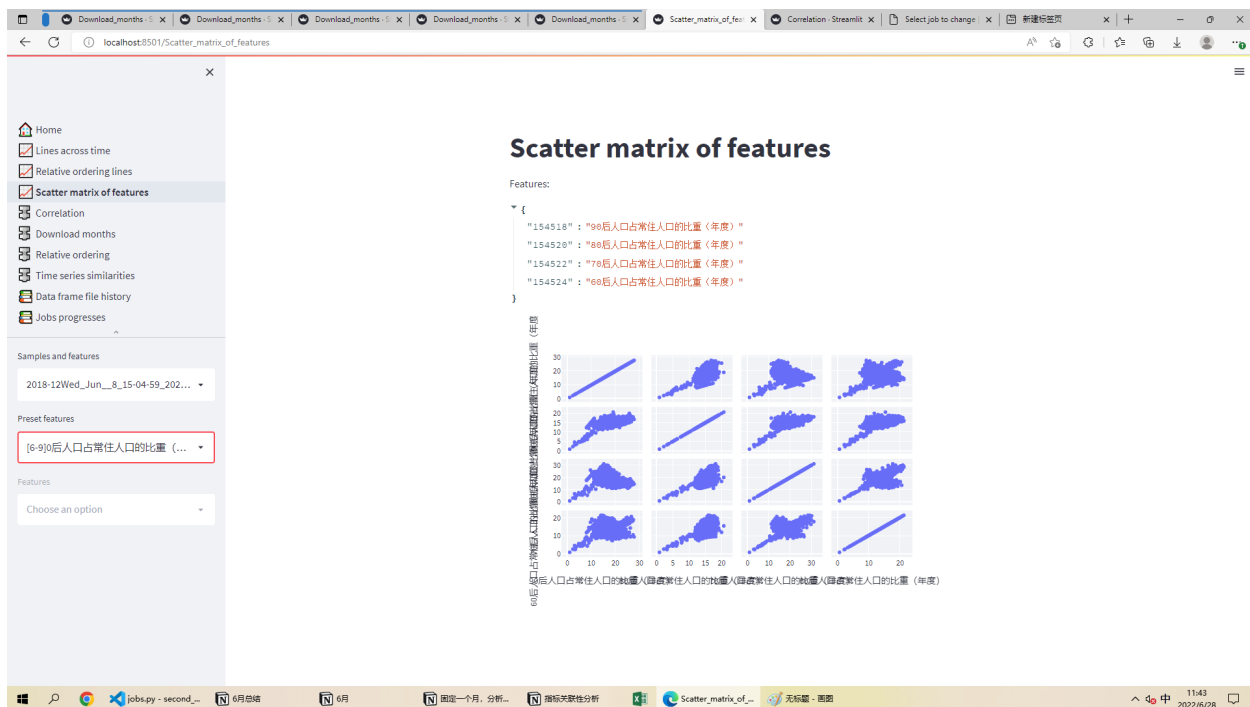 Download_months - S
Download_months - S
Download_months - S
Download_months - S
Download_months - S
Scatter_matrix_of_feat
Correlation · Streamlit
Select job to change
新建标签页
localhost:8501/Scatter_matrix_of_features
Home
Lines across time
Relative ordering lines
Scatter matrix of features
Correlation
Download months
Relative ordering
Time series similarities
Data frame file history
Jobs progresses
Samples and features
2018-12Wed_Jun__8_15-04-59_202...
Preset features
[6-9]0后人口占常住人口的比重（...
Features
Choose an option
Scatter matrix of features
Features:
{
"154518" : "90后人口占常住人口的比重（年度）"
"154520" : "80后人口占常住人口的比重（年度）"
"154522" : "70后人口占常住人口的比重（年度）"
"154524" : "60后人口占常住人口的比重（年度）"
}
30
20
10
0
20
15
10
5
0
30
20
10
0
20
10
0
0 10 20 30 0 5 10 15 20 0 10 20 30 0 10 20
jobs.py - second_...
6月总结
6月
固定一个月，分析...
指标关联性分析
Scatter_matrix_of_...
无标题 - 画图
中
11:43
2022/6/28